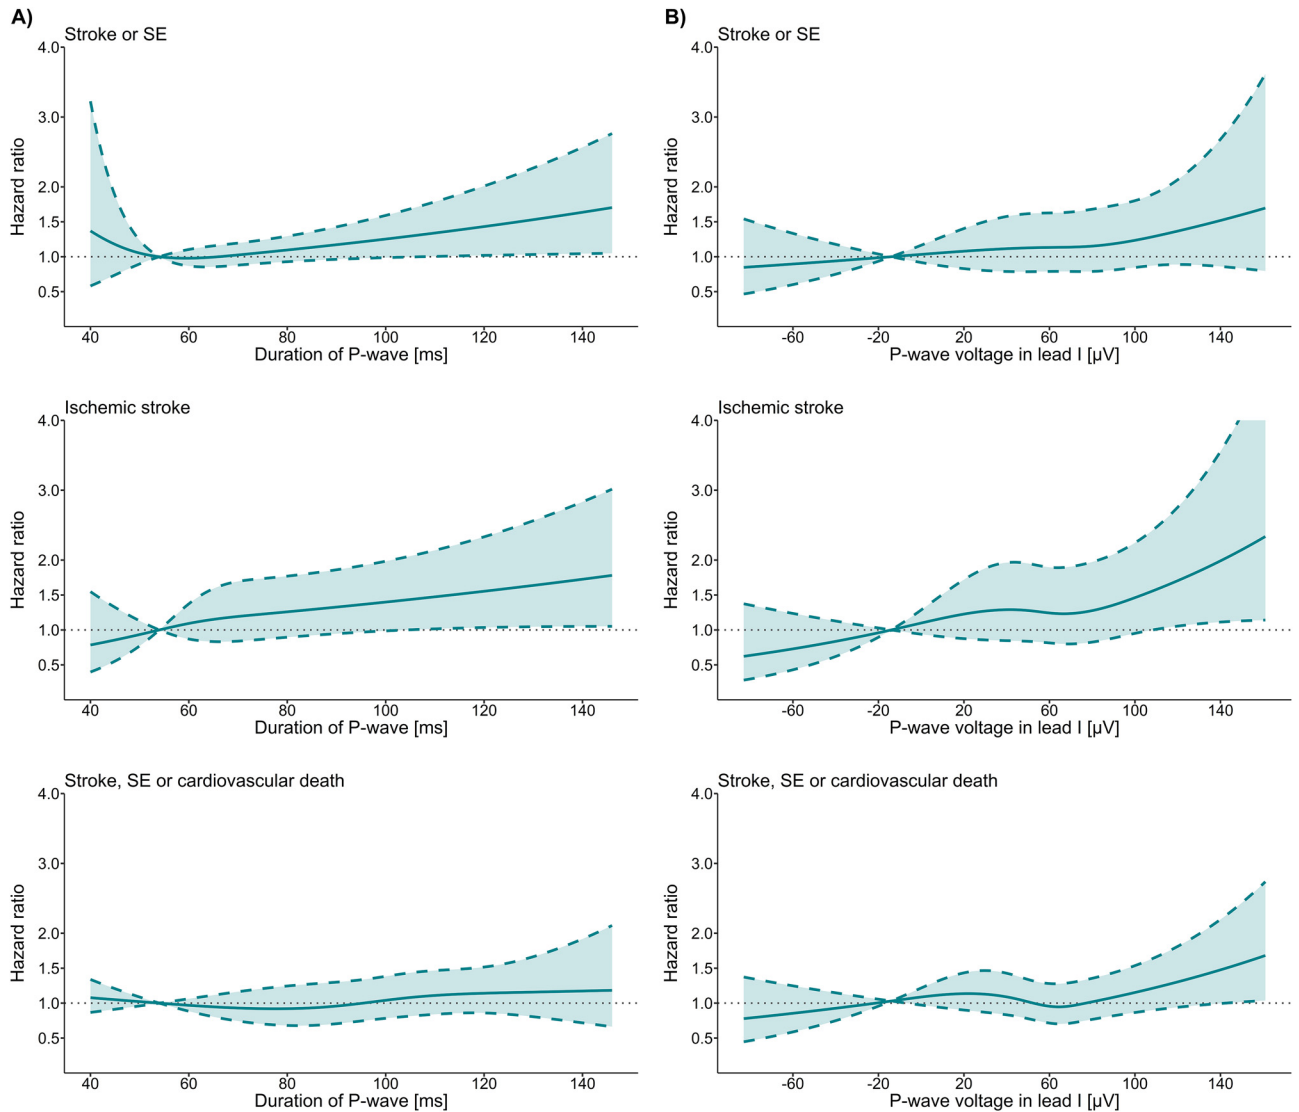 A)
Stroke or SE
Hazard ratio
4.0
3.0
2.0
1.5
1.0
0.5
40 60 80 100 120 140
Duration of P-wave [ms]
B)
Stroke or SE
Hazard ratio
4.0
3.0
2.0
1.5
1.0
0.5
-60 -20 20 60 100 140
P-wave voltage in lead I [µV]
Ischemic stroke
Hazard ratio
4.0
3.0
2.0
1.5
1.0
0.5
40 60 80 100 120 140
Duration of P-wave [ms]
Ischemic stroke
Hazard ratio
4.0
3.0
2.0
1.5
1.0
0.5
-60 -20 20 60 100 140
P-wave voltage in lead I [µV]
Stroke, SE or cardiovascular death
Hazard ratio
4.0
3.0
2.0
1.5
1.0
0.5
40 60 80 100 120 140
Duration of P-wave [ms]
Stroke, SE or cardiovascular death
Hazard ratio
4.0
3.0
2.0
1.5
1.0
0.5
-60 -20 20 60 100 140
P-wave voltage in lead I [µV]